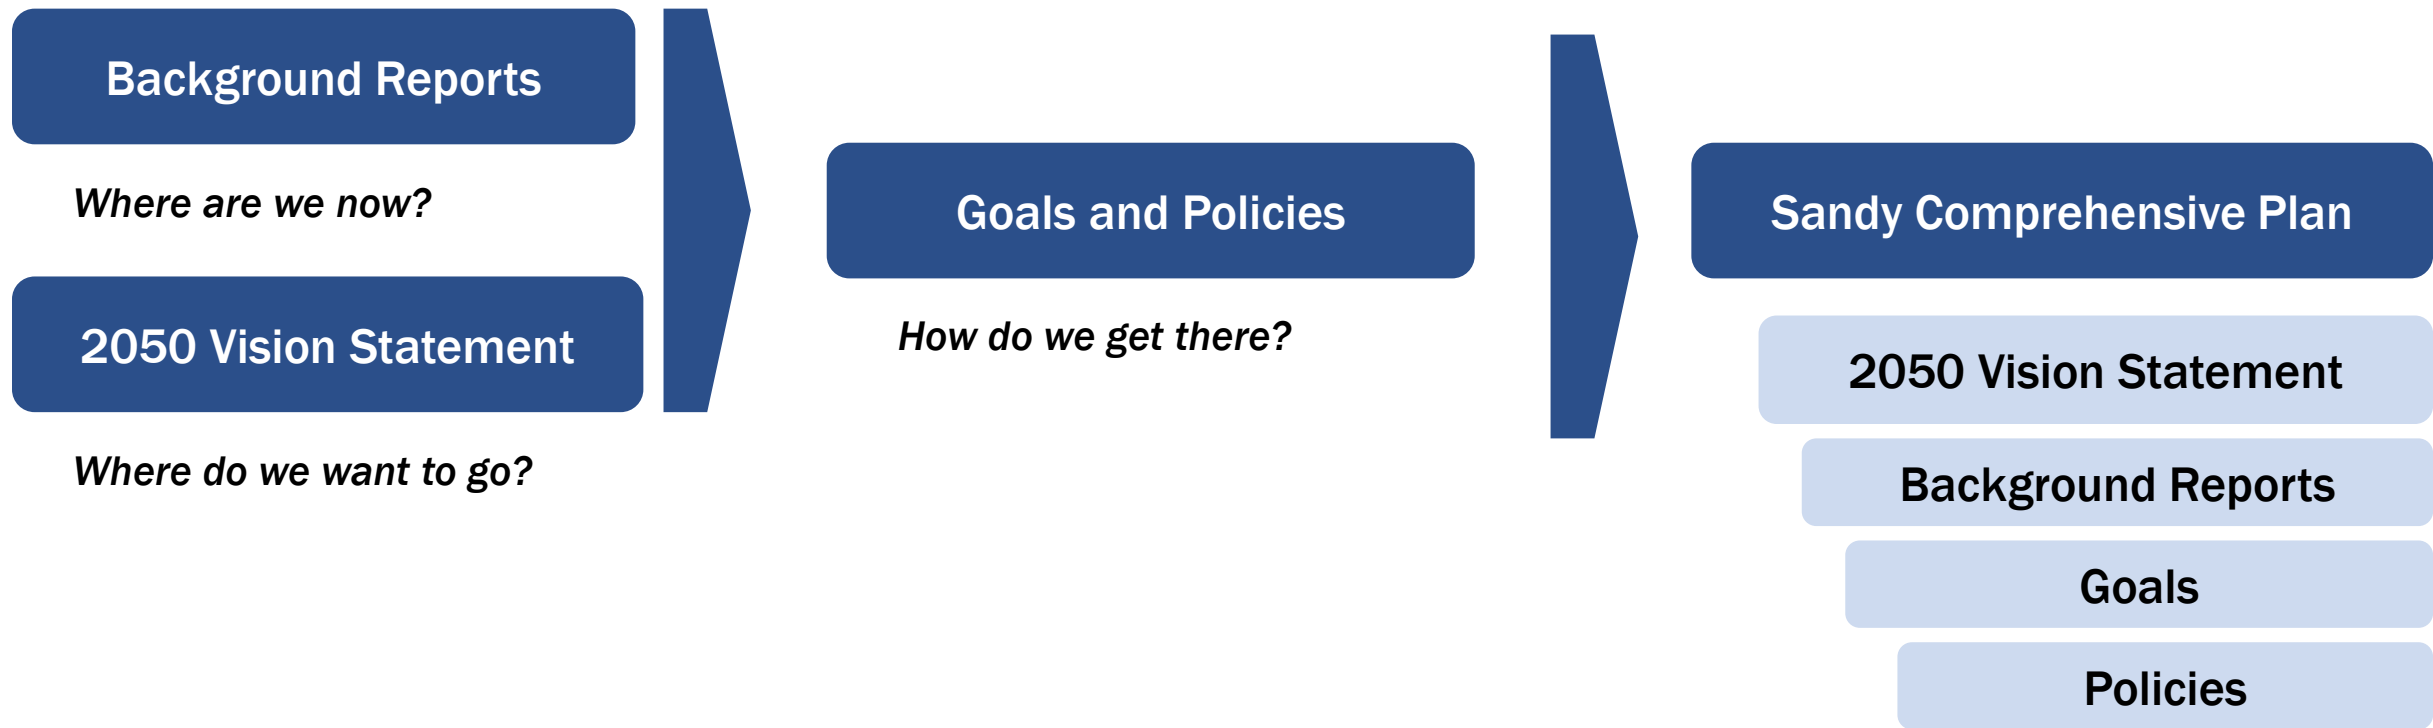 Background Reports
Where are we now?
2050 Vision Statement
Where do we want to go?
Goals and Policies
How do we get there?
Sandy Comprehensive Plan
2050 Vision Statement
Background Reports
Goals
Policies